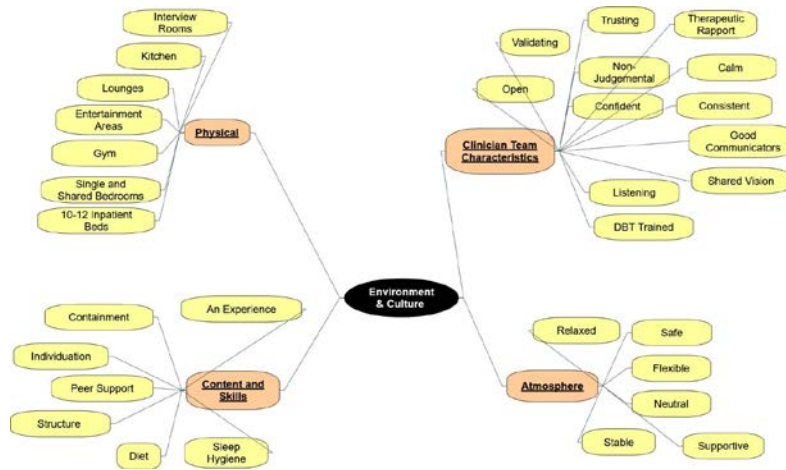 Interview
Rooms
Kitchen
Lounges
Entertainment
Areas
Gym
Single and
Shared Bedrooms
10-12 Inpatient
Beds
Physical
Trusting
Therapeutic
Rapport
Validating
Non-
Judgemental
Calm
Open
Confident
Consistent
Clinician Team
Characteristics
Good
Communicators
Shared Vision
Listening
DBT Trained
Environment
& Culture
An Experience
Containment
Individuation
Peer Support
Structure
Diet
Sleep
Hygiene
Content and
Skills
Relaxed
Safe
Flexible
Atmosphere
Neutral
Stable
Supportive